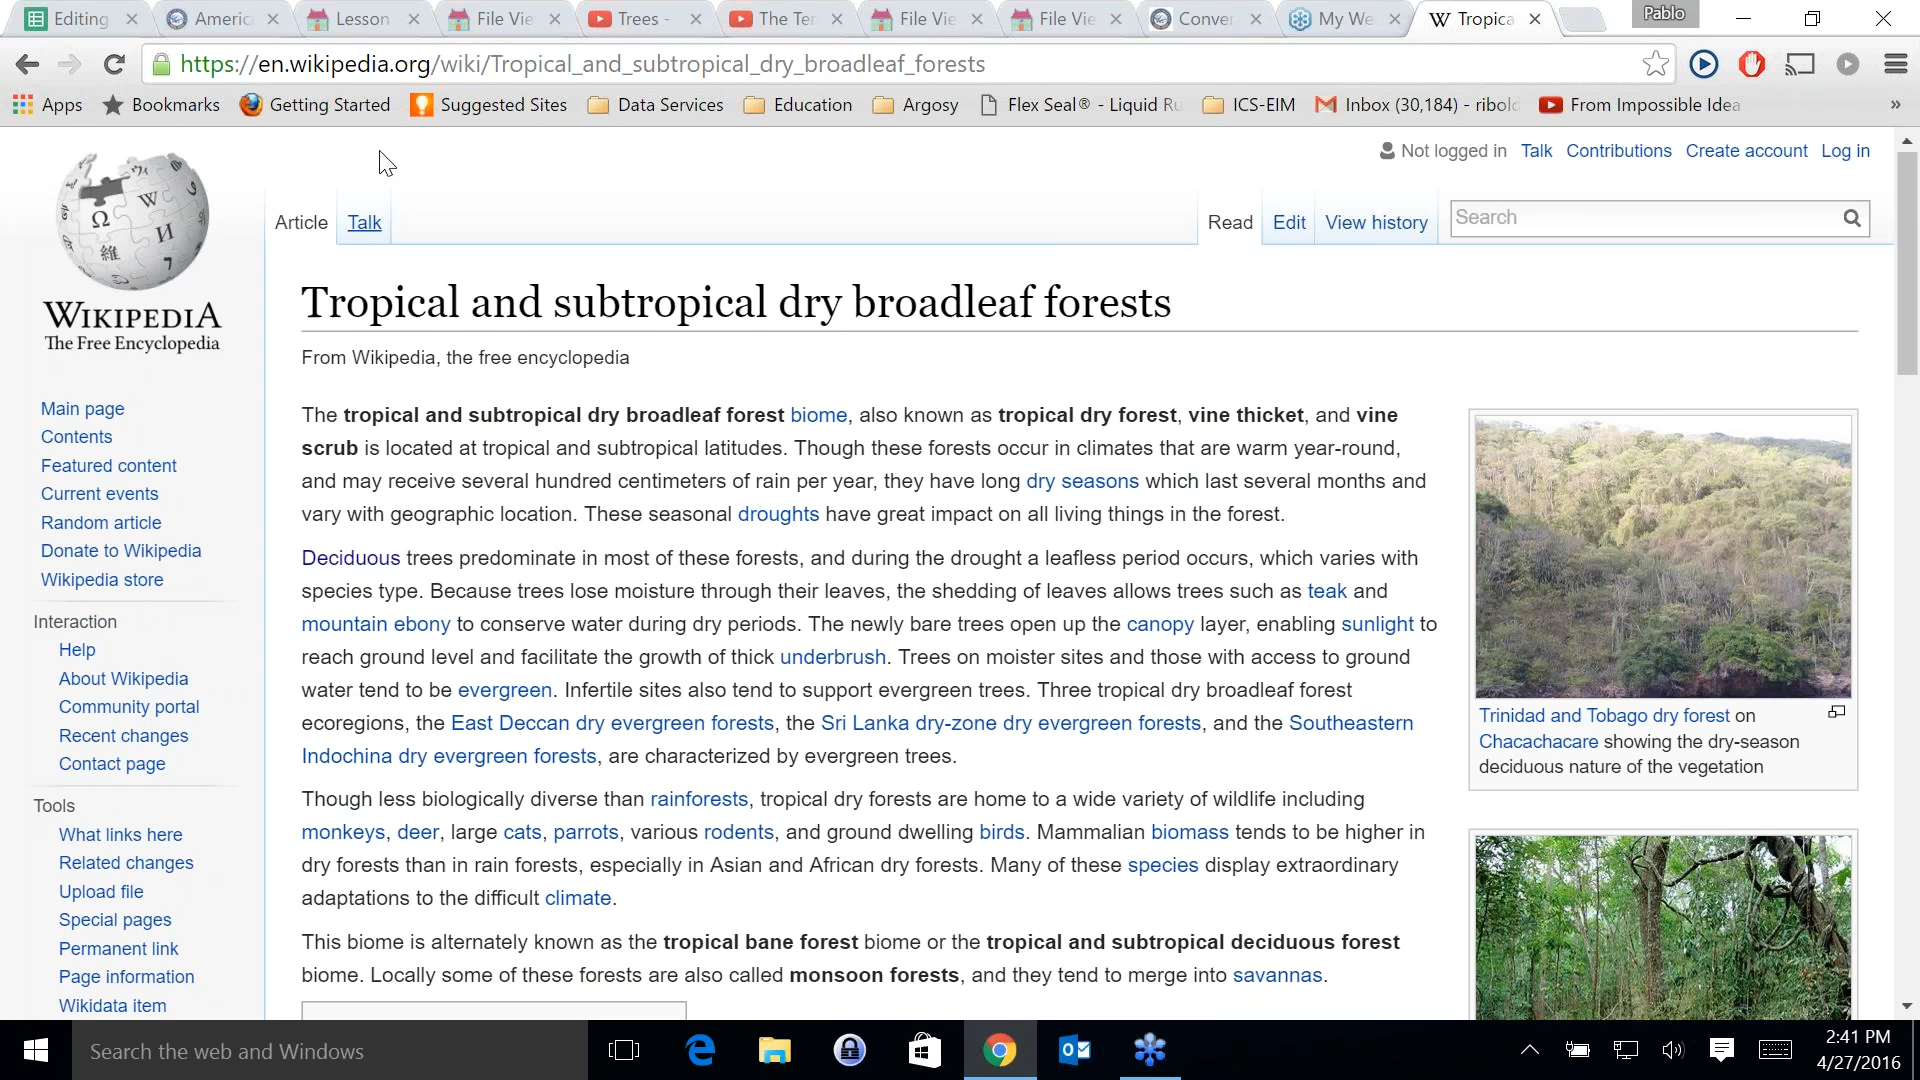 Editing
Americ
Lesson
File Vie
Trees -
The Ter
File Vie
File Vie
Conver
My We
Tropica
Pablo
https://en.wikipedia.org/wiki/Tropical_and_subtropical_dry_broadleaf_forests
Apps
Bookmarks
Getting Started
Suggested Sites
Data Services
Education
Argosy
Flex Seal® - Liquid Ru
ICS-EIM
Inbox (30,184) - ribolo
From Impossible Idea
»
Not logged in Talk Contributions Create account Log in
Article Talk
Read Edit View history
Search
WIKIPEDIA
The Free Encyclopedia
Main page
Contents
Featured content
Current events
Random article
Donate to Wikipedia
Wikipedia store
Interaction
Help
About Wikipedia
Community portal
Recent changes
Contact page
Tools
What links here
Related changes
Upload file
Special pages
Permanent link
Page information
Wikidata item
Tropical and subtropical dry broadleaf forests
From Wikipedia, the free encyclopedia
The tropical and subtropical dry broadleaf forest biome, also known as tropical dry forest, vine thicket, and vine
scrub is located at tropical and subtropical latitudes. Though these forests occur in climates that are warm year-round,
and may receive several hundred centimeters of rain per year, they have long dry seasons which last several months and
vary with geographic location. These seasonal droughts have great impact on all living things in the forest.
Deciduous trees predominate in most of these forests, and during the drought a leafless period occurs, which varies with
species type. Because trees lose moisture through their leaves, the shedding of leaves allows trees such as teak and
mountain ebony to conserve water during dry periods. The newly bare trees open up the canopy layer, enabling sunlight to
reach ground level and facilitate the growth of thick underbrush. Trees on moister sites and those with access to ground
water tend to be evergreen. Infertile sites also tend to support evergreen trees. Three tropical dry broadleaf forest
ecoregions, the East Deccan dry evergreen forests, the Sri Lanka dry-zone dry evergreen forests, and the Southeastern
Indochina dry evergreen forests, are characterized by evergreen trees.
Though less biologically diverse than rainforests, tropical dry forests are home to a wide variety of wildlife including
monkeys, deer, large cats, parrots, various rodents, and ground dwelling birds. Mammalian biomass tends to be higher in
dry forests than in rain forests, especially in Asian and African dry forests. Many of these species display extraordinary
adaptations to the difficult climate.
This biome is alternately known as the tropical bane forest biome or the tropical and subtropical deciduous forest
biome. Locally some of these forests are also called monsoon forests, and they tend to merge into savannas.
Trinidad and Tobago dry forest on
Chacachacare showing the dry-season
deciduous nature of the vegetation
Search the web and Windows
2:41 PM
4/27/2016